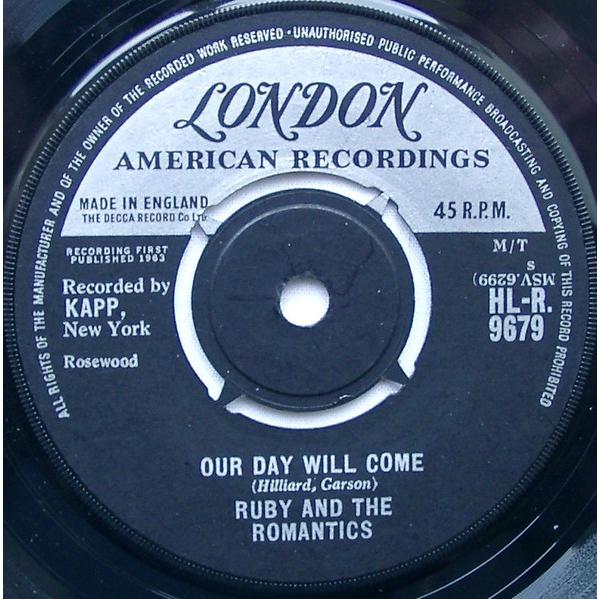 ALL RIGHTS OF THE MANUFACTURER AND OF THE OWNER OF THE RECORDED WORK RESERVED · UNAUTHORISED PUBLIC PERFORMANCE BROADCASTING AND COPYING OF THIS RECORD PROHIBITED
LONDON
AMERICAN RECORDINGS
MADE IN ENGLAND
THE DECCA RECORD Co Ltd.
45 R.P.M.
RECORDING FIRST
PUBLISHED 1963
M/T
S
(MSV.6299)
Recorded by
KAPP,
New York
HL-R.
9679
Rosewood
OUR DAY WILL COME
(Hilliard, Garson)
RUBY AND THE
ROMANTICS